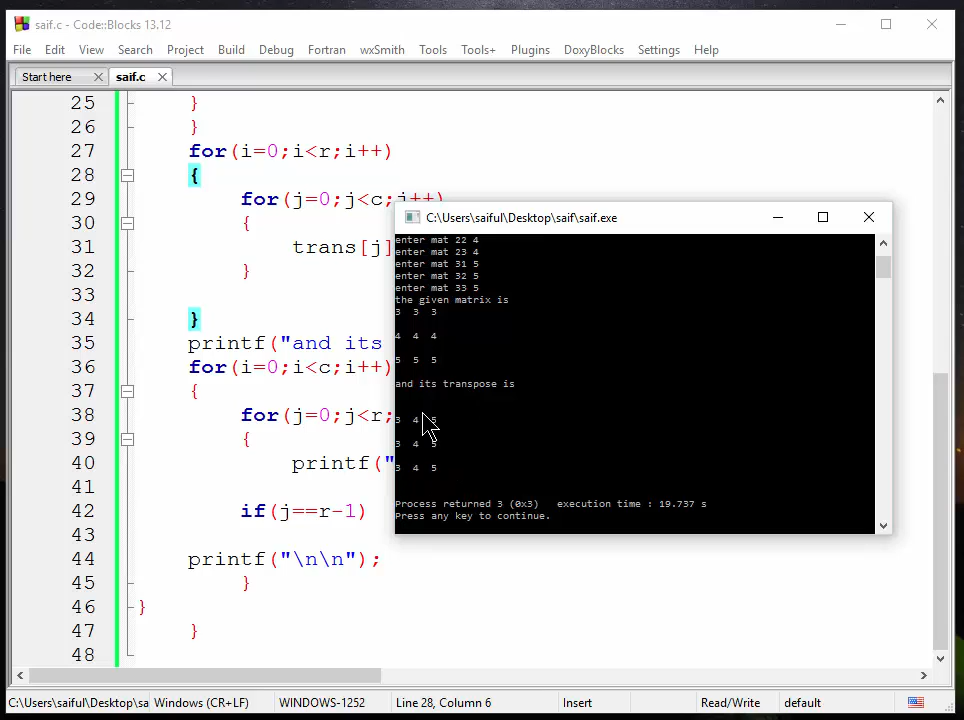 saif.c - Code::Blocks 13.12
File Edit View Search Project Build Debug Fortran wxSmith Tools Tools+ Plugins DoxyBlocks Settings Help
Start here saif.c
25 }
26 }
27 for(i=0;i<r;i++)
28 {
29 for(j=0;j<c;j++)
30 {
31 trans[j]
32 }
33
34 }
35 printf("and its
36 for(i=0;i<c;i++)
37 {
38 for(j=0;j<r;
39 {
40 printf("
41
42 if(j==r-1)
43
44 printf("\n\n");
45 }
46 }
47 }
48
C:\Users\saiful\Desktop\saif\saif.exe
enter mat 22 4
enter mat 23 4
enter mat 31 5
enter mat 32 5
enter mat 33 5
the given matrix is
3 3 3
4 4 4
5 5 5
and its transpose is
3 4 5
3 4 5
3 4 5
Process returned 3 (0x3) execution time : 19.737 s
Press any key to continue.
C:\Users\saiful\Desktop\sa Windows (CR+LF) WINDOWS-1252 Line 28, Column 6 Insert Read/Write default